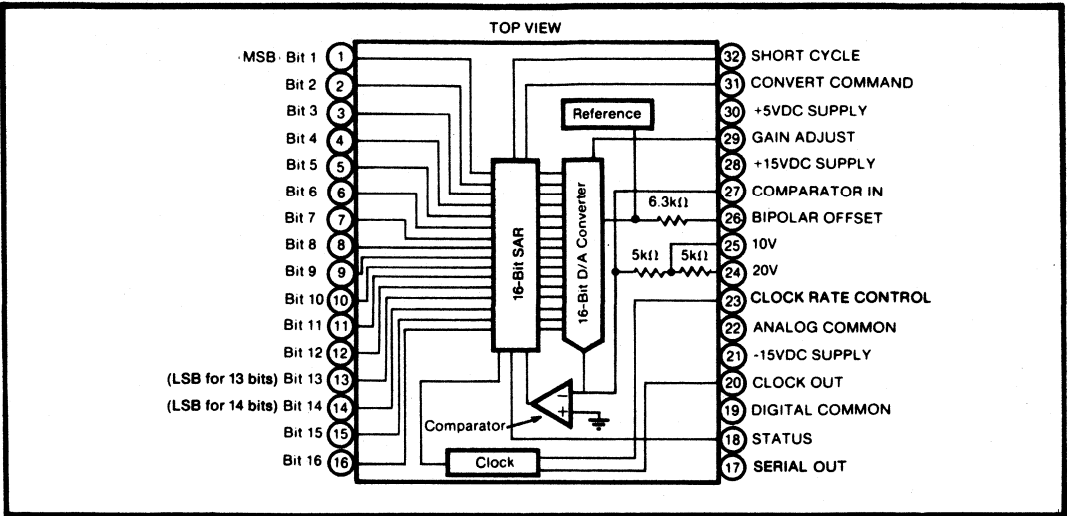 TOP VIEW
MSB Bit 1 1
Bit 2 2
Bit 3 3
Bit 4 4
Bit 5 5
Bit 6 6
Bit 7 7
Bit 8 8
Bit 9 9
Bit 10 10
Bit 11 11
Bit 12 12
(LSB for 13 bits) Bit 13 13
(LSB for 14 bits) Bit 14 14
Bit 15 15
Bit 16 16
16-Bit SAR
16-Bit D/A Converter
Reference
6.3kΩ
5kΩ 5kΩ
− +
Comparator
Clock
32 SHORT CYCLE
31 CONVERT COMMAND
30 +5VDC SUPPLY
29 GAIN ADJUST
28 +15VDC SUPPLY
27 COMPARATOR IN
26 BIPOLAR OFFSET
25 10V
24 20V
23 CLOCK RATE CONTROL
22 ANALOG COMMON
21 -15VDC SUPPLY
20 CLOCK OUT
19 DIGITAL COMMON
18 STATUS
17 SERIAL OUT